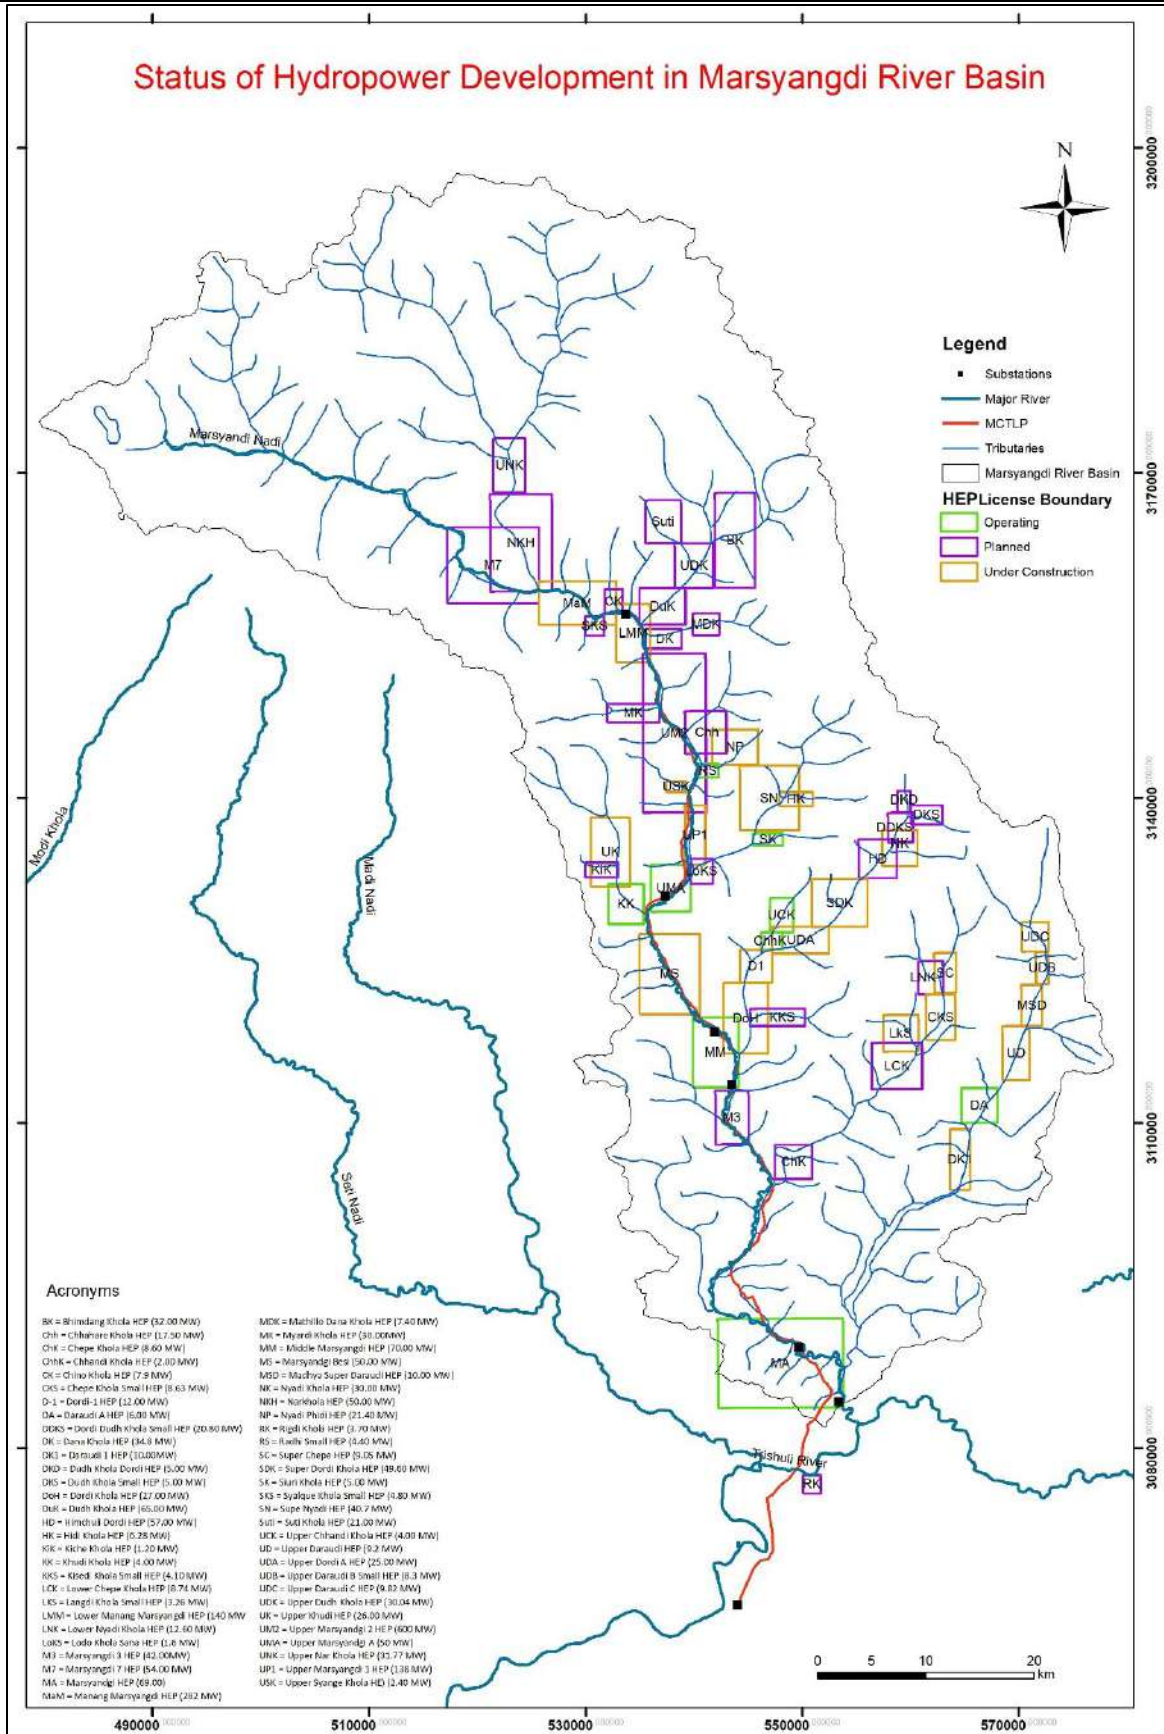 Status of Hydropower Development in Marsyangdi River Basin
3200000
N
Legend
Substations
Major River
MCTLP
Tributaries
Marsyangdi River Basin
HEPLicense Boundary
Operating
Planned
Under Construction
Marsyandi Nadi
UNK
3170000
Suti
BK
NKH
UDK
M7
MaM
CK
DuK
SKS
LMM
MDK
DK
MK
Chh
UM2
NP
RS
USK
SN
HK
3140000
DKD
DKS
DDKS
NK
UP1
SK
UK
HD
KiK
LoKS
UMA
KK
SDK
UCK
ChhK
UDA
UDC
D1
UDB
MS
LNK
SC
MSD
DoH
KKS
CKS
LkS
MM
UD
LCK
DA
M3
3110000
ChK
DK1
Modi Khola
Madi Nadi
Seti Nadi
MA
Trishuli River
RK
3080000
Acronyms
BK = Bhimdang Khola HEP (32.00 MW)
Chh = Chhahare Khola HEP (17.50 MW)
ChK = Chepe Khola HEP (8.60 MW)
ChhK = Chhandi Khola HEP (2.00 MW)
CK = Chino Khola HEP (7.9 MW)
CKS = Chepe Khola Small HEP (8.63 MW)
D-1 = Dordi-1 HEP (12.00 MW)
DA = Daraudi A HEP (6.00 MW)
DDKS = Dordi Dudh Khola Small HEP (20.80 MW)
DK = Dana Khola HEP (34.8 MW)
DK1 = Daraudi 1 HEP (10.00MW)
DKD = Dudh Khola Dordi HEP (5.00 MW)
DKS = Duth Khola Small HEP (5.00 MW)
DoH = Dordi Khola HEP (27.00 MW)
DuK = Dudh Khola HEP (65.00 MW)
HD = Himchuli Dordi HEP (57.00 MW)
HK = Hidi Khola HEP (6.28 MW)
KiK = Kiche Khola HEP (1.20 MW)
KK = Khudi Khola HEP (4.00 MW)
KKS = Kisedi Khola Small HEP (4.10 MW)
LCK = Lower Chepe Khola HEP (8.74 MW)
LKS = Langdi Khola Small HEP (3.26 MW)
LMM = Lower Manang Marsyangdi HEP (140 MW
LNK = Lower Nyadi Khola HEP (12.60 MW)
LoKS = Lodo Khola Sana HEP (1.8 MW)
M3 = Marsyangdi 3 HEP (42.00MW)
M7 = Marsyangdi 7 HEP (54.00 MW)
MA = Marsyandgi HEP (69.00)
MaM = Manang Marsyangdi HEP (282 MW)
MDK = Mathillo Dana Khola HEP (7.40 MW)
MK = Myardi Khola HEP (30.00MW)
MM = Middle Marsyangdi HEP (70.00 MW)
MS = Marsyandgi Besi (50.00 MW)
MSD = Madhya Super Daraudi HEP (10.00 MW)
NK = Nyadi Khola HEP (30.00 MW)
NKH = Narkhola HEP (50.00 MW)
NP = Nyadi Phidi HEP (21.40 MW)
RK = Rigdi Khola HEP (3.70 MW)
RS = Radhi Small HEP (4.40 MW)
SC = Super Chepe HEP (9.05 MW)
SDK = Super Dordi Khola HEP (49.60 MW)
SK = Siuri Khola HEP (5.00 MW)
SKS = Syalque Khola Small HEP (4.80 MW)
SN = Supe Nyadi HEP (40.7 MW)
Suti = Suti Khola HEP (21.00 MW)
UCK = Upper Chhandi Khola HEP (4.00 MW)
UD = Upper Daraudi HEP (9.2 MW)
UDA = Upper Dordi A HEP (25.00 MW)
UDB = Upper Daraudi B Small HEP (8.3 MW)
UDC = Upper Daraudi C HEP (9.82 MW)
UDK = Upper Dudh Khola HEP (30.04 MW)
UK = Upper Khudi HEP (26.00 MW)
UM2 = Upper Marsyandgi 2 HEP (600 MW)
UMA = Upper Marsyondgi A (50 MW)
UNK = Upper Nar Khola HEP (31.77 MW)
UP1 = Upper Marsyangdi 1 HEP (138 MW)
USK = Upper Syange Khola HEI (2.40 MW)
0 5 10 20
km
490000 510000 530000 550000 570000